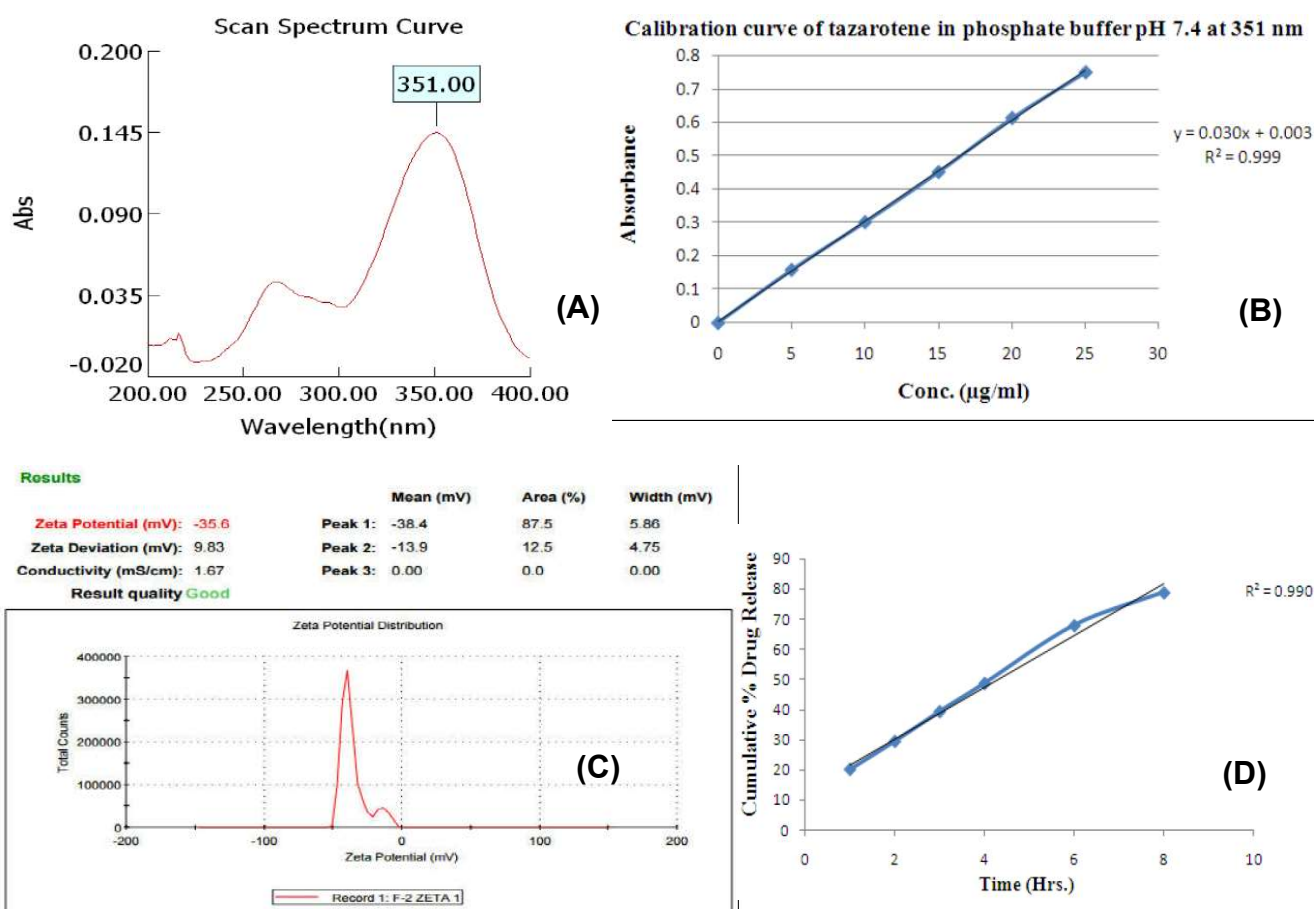 Scan Spectrum Curve
0.200
351.00
0.145
Abs
0.090
0.035
-0.020
(A)
200.00 250.00 300.00 350.00 400.00
Wavelength(nm)
Calibration curve of tazarotene in phosphate buffer pH 7.4 at 351 nm
0.8
0.7
0.6
0.5
0.4
0.3
0.2
0.1
0
Absorbance
y = 0.030x + 0.003
R² = 0.999
(B)
0 5 10 15 20 25 30
Conc. (µg/ml)
Results
Mean (mV) Area (%) Width (mV)
Zeta Potential (mV): -35.6 Peak 1: -38.4 87.5 5.86
Zeta Deviation (mV): 9.83 Peak 2: -13.9 12.5 4.75
Conductivity (mS/cm): 1.67 Peak 3: 0.00 0.0 0.00
Result quality Good
Zeta Potential Distribution
400000
300000
200000
100000
0
Total Counts
(C)
-200 -100 0 100 200
Zeta Potential (mV)
Record 1: F-2 ZETA 1
90
80
70
60
50
40
30
20
10
0
Cumulative % Drug Release
R² = 0.990
(D)
0 2 4 6 8 10
Time (Hrs.)